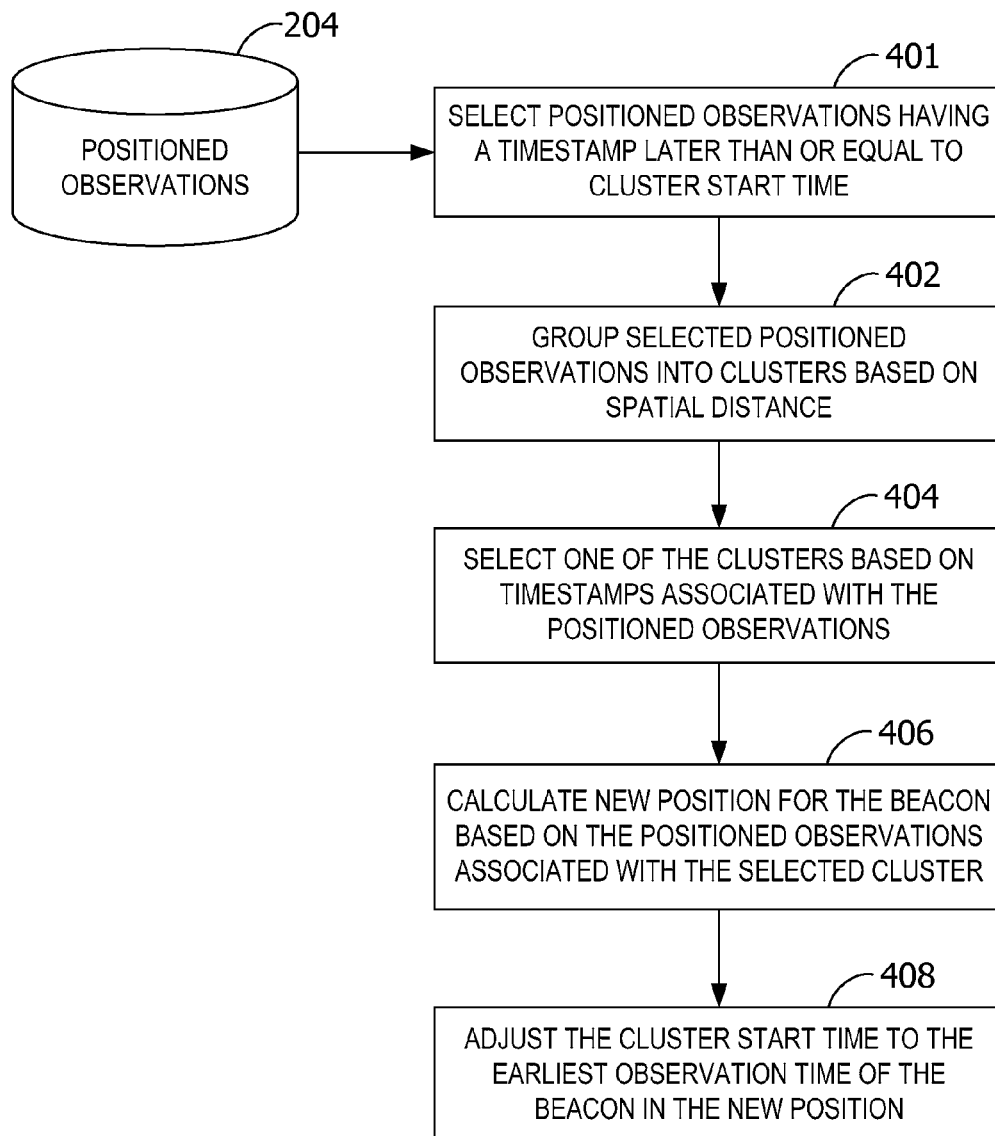 204
POSITIONED
OBSERVATIONS
401
SELECT POSITIONED OBSERVATIONS HAVING
A TIMESTAMP LATER THAN OR EQUAL TO
CLUSTER START TIME
402
GROUP SELECTED POSITIONED
OBSERVATIONS INTO CLUSTERS BASED ON
SPATIAL DISTANCE
404
SELECT ONE OF THE CLUSTERS BASED ON
TIMESTAMPS ASSOCIATED WITH THE
POSITIONED OBSERVATIONS
406
CALCULATE NEW POSITION FOR THE BEACON
BASED ON THE POSITIONED OBSERVATIONS
ASSOCIATED WITH THE SELECTED CLUSTER
408
ADJUST THE CLUSTER START TIME TO THE
EARLIEST OBSERVATION TIME OF THE
BEACON IN THE NEW POSITION